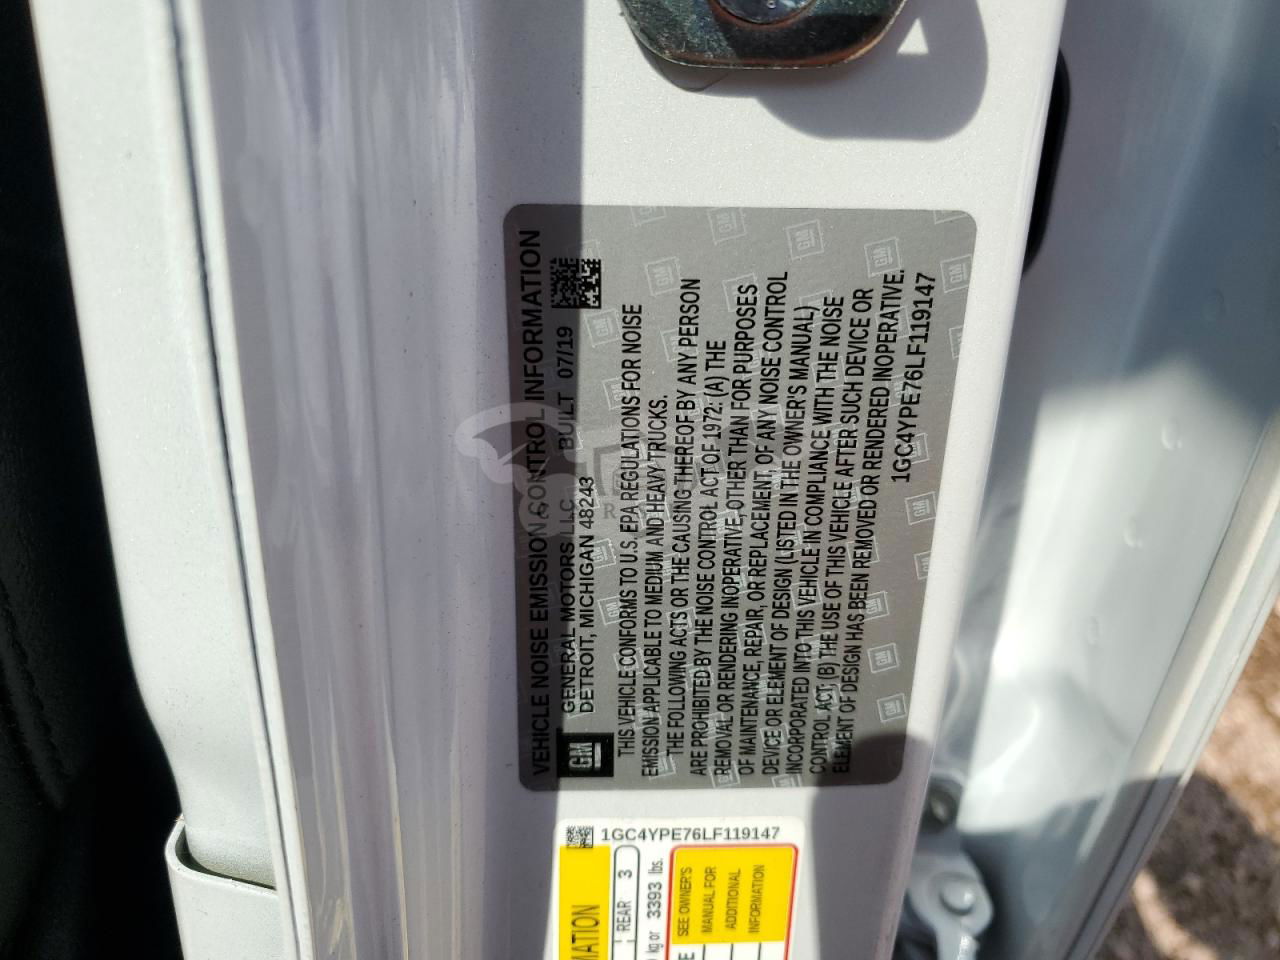 VEHICLE NOISE EMISSION CONTROL INFORMATION
GM
GENERAL MOTORS LLC BUILT 07/19
DETROIT, MICHIGAN 48243
THIS VEHICLE CONFORMS TO U.S. EPA REGULATIONS FOR NOISE
EMISSION APPLICABLE TO MEDIUM AND HEAVY TRUCKS.
THE FOLLOWING ACTS OR THE CAUSING THEREOF BY ANY PERSON
ARE PROHIBITED BY THE NOISE CONTROL ACT OF 1972: (A) THE
REMOVAL OR RENDERING INOPERATIVE, OTHER THAN FOR PURPOSES
OF MAINTENANCE, REPAIR, OR REPLACEMENT, OF ANY NOISE CONTROL
DEVICE OR ELEMENT OF DESIGN (LISTED IN THE OWNER'S MANUAL)
INCORPORATED INTO THIS VEHICLE IN COMPLIANCE WITH THE NOISE
CONTROL ACT, (B) THE USE OF THIS VEHICLE AFTER SUCH DEVICE OR
ELEMENT OF DESIGN HAS BEEN REMOVED OR RENDERED INOPERATIVE.
1GC4YPE76LF119147
1GC4YPE76LF119147
REAR 3
kg or 3393 lbs.
SEE OWNER'S
MANUAL FOR
ADDITIONAL
INFORMATION